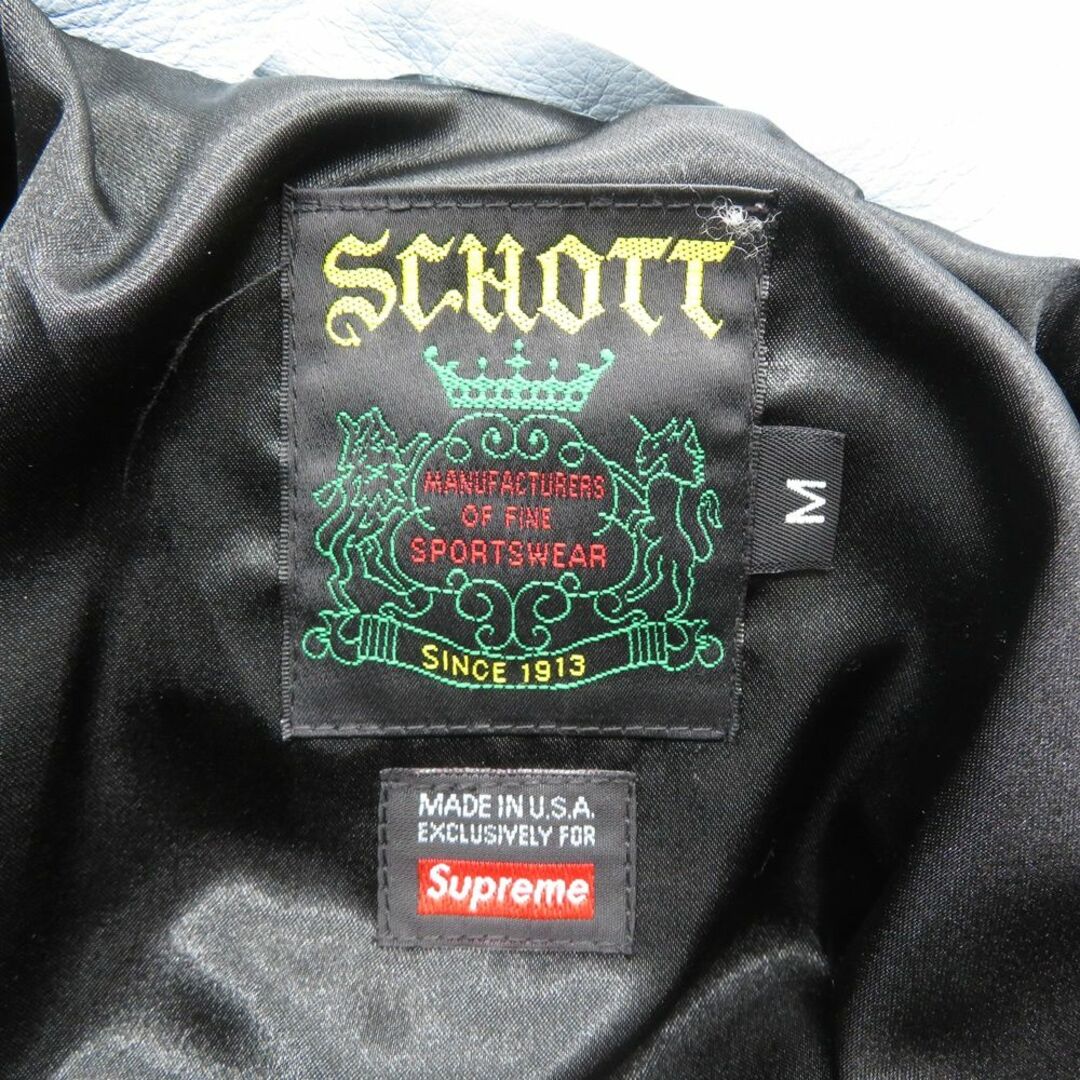 SCHOTT
MANUFACTURERS
OF FINE
SPORTSWEAR
SINCE 1913
M
MADE IN U.S.A.
EXCLUSIVELY FOR
Supreme